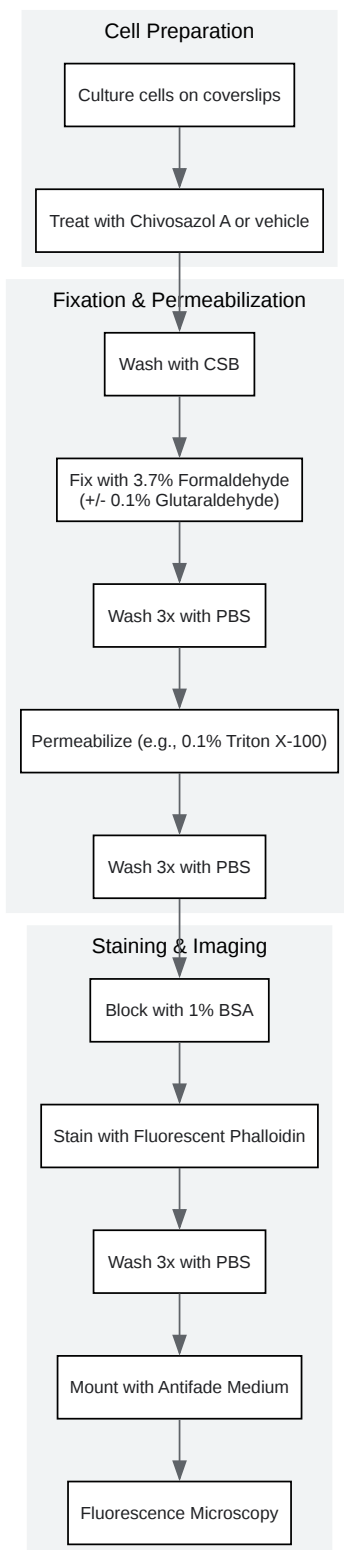 Cell Preparation
Culture cells on coverslips
Treat with Chivosazol A or vehicle
Fixation & Permeabilization
Wash with CSB
Fix with 3.7% Formaldehyde
(+/- 0.1% Glutaraldehyde)
Wash 3x with PBS
Permeabilize (e.g., 0.1% Triton X-100)
Wash 3x with PBS
Staining & Imaging
Block with 1% BSA
Stain with Fluorescent Phalloidin
Wash 3x with PBS
Mount with Antifade Medium
Fluorescence Microscopy